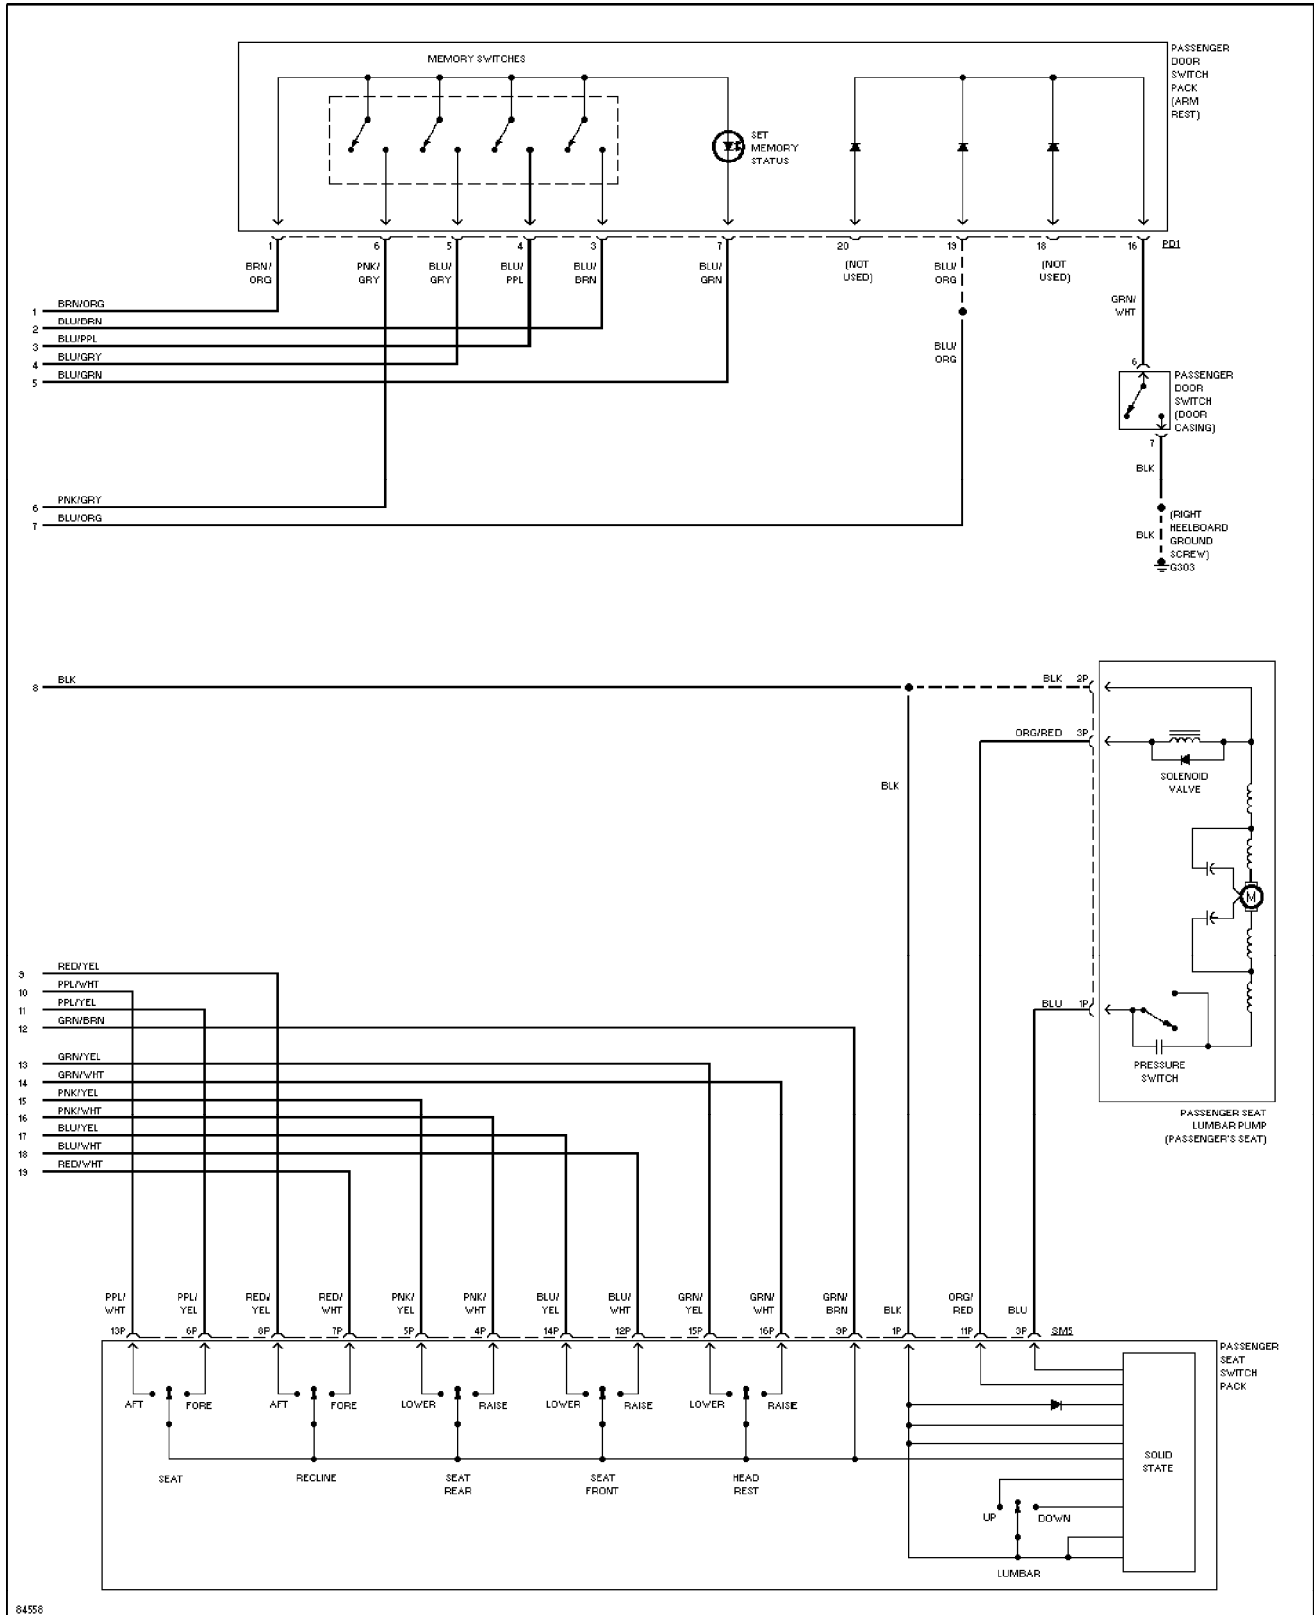 MEMORY SWITCHES
PASSENGER
DOOR
SWITCH
PACK
(ARM
REST)
SET
MEMORY
STATUS
1 6 5 4 3 7 20 19 18 16 PD1
BRN/
ORG
PNK/
GRY
BLU/
GRY
BLU/
PPL
BLU/
BRN
BLU/
GRN
(NOT
USED)
BLU/
ORG
(NOT
USED)
GRN/
WHT
1 BRN/ORG
2 BLU/BRN
3 BLU/PPL
4 BLU/GRY
5 BLU/GRN
BLU/
ORG
6
PASSENGER
DOOR
SWITCH
(DOOR
CASING)
7
BLK
6 PNK/GRY
7 BLU/ORG
(RIGHT
HEELBOARD
GROUND
SCREW)
BLK
G303
8 BLK
BLK 2P
ORG/RED 3P
SOLENOID
VALVE
BLK
M
BLU 1P
PRESSURE
SWITCH
PASSENGER SEAT
LUMBAR PUMP
(PASSENGER'S SEAT)
9 RED/YEL
10 PPL/WHT
11 PPL/YEL
12 GRN/BRN
13 GRN/YEL
14 GRN/WHT
15 PNK/YEL
16 PNK/WHT
17 BLU/YEL
18 BLU/WHT
19 RED/WHT
PPL/
WHT
PPL/
YEL
RED/
YEL
RED/
WHT
PNK/
YEL
PNK/
WHT
BLU/
YEL
BLU/
WHT
GRN/
YEL
GRN/
WHT
GRN/
BRN
BLK
ORG/
RED
BLU
13P 6P 8P 7P 5P 4P 14P 12P 15P 16P 9P 1P 11P 3P SM5
PASSENGER
SEAT
SWITCH
PACK
AFT FORE AFT FORE LOWER RAISE LOWER RAISE LOWER RAISE
SEAT
RECLINE
SEAT
REAR
SEAT
FRONT
HEAD
REST
SOLID
STATE
UP DOWN
LUMBAR
84558